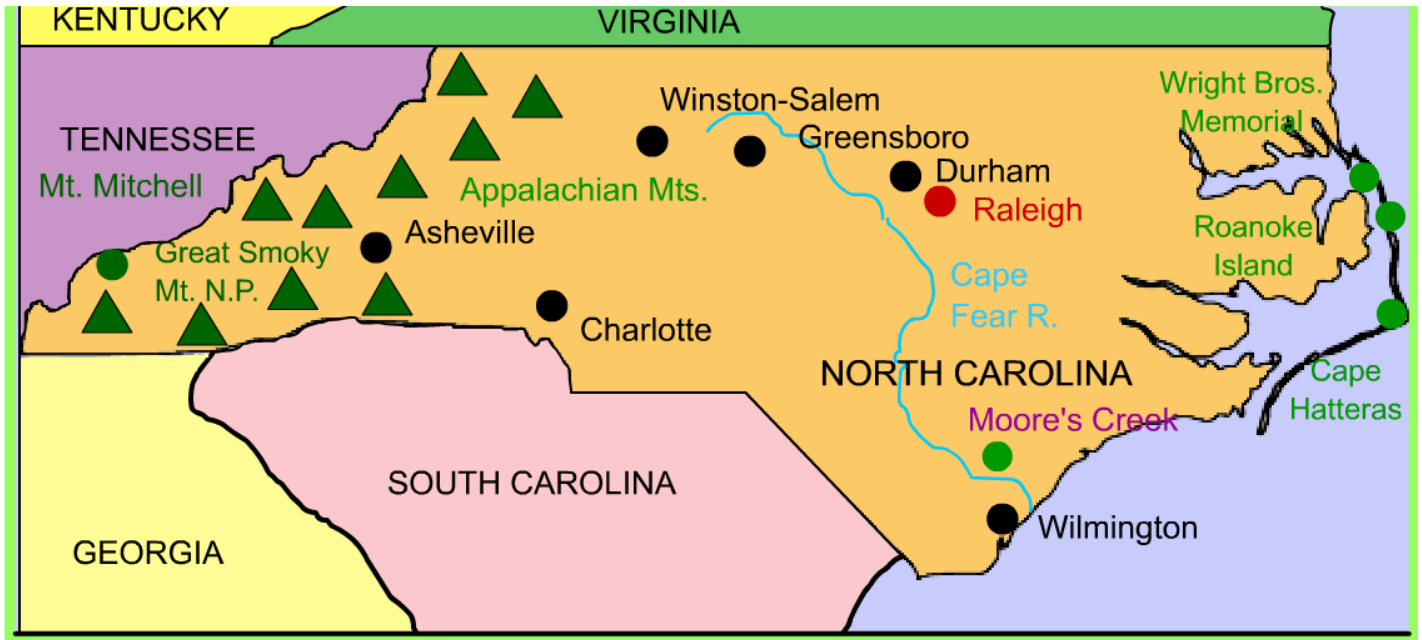 KENTUCKY
VIRGINIA
Wright Bros.
Memorial
Winston-Salem
Greensboro
TENNESSEE
Mt. Mitchell
Appalachian Mts.
Durham
Raleigh
Asheville
Great Smoky
Mt. N.P.
Roanoke
Island
Cape
Fear R.
Charlotte
NORTH CAROLINA
Cape
Hatteras
Moore's Creek
SOUTH CAROLINA
Wilmington
GEORGIA